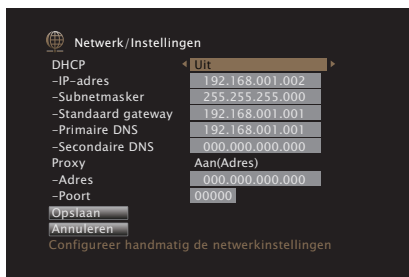 Netwerk/Instellingen
DHCP Uit
-IP-adres 192.168.001.002
-Subnetmasker 255.255.255.000
-Standaard gateway 192.168.001.001
-Primaire DNS 192.168.001.001
-Secondaire DNS 000.000.000.000
Proxy Aan(Adres)
-Adres 000.000.000.000
-Poort 00000
Opslaan
Annuleren
Configureer handmatig de netwerkinstellingen